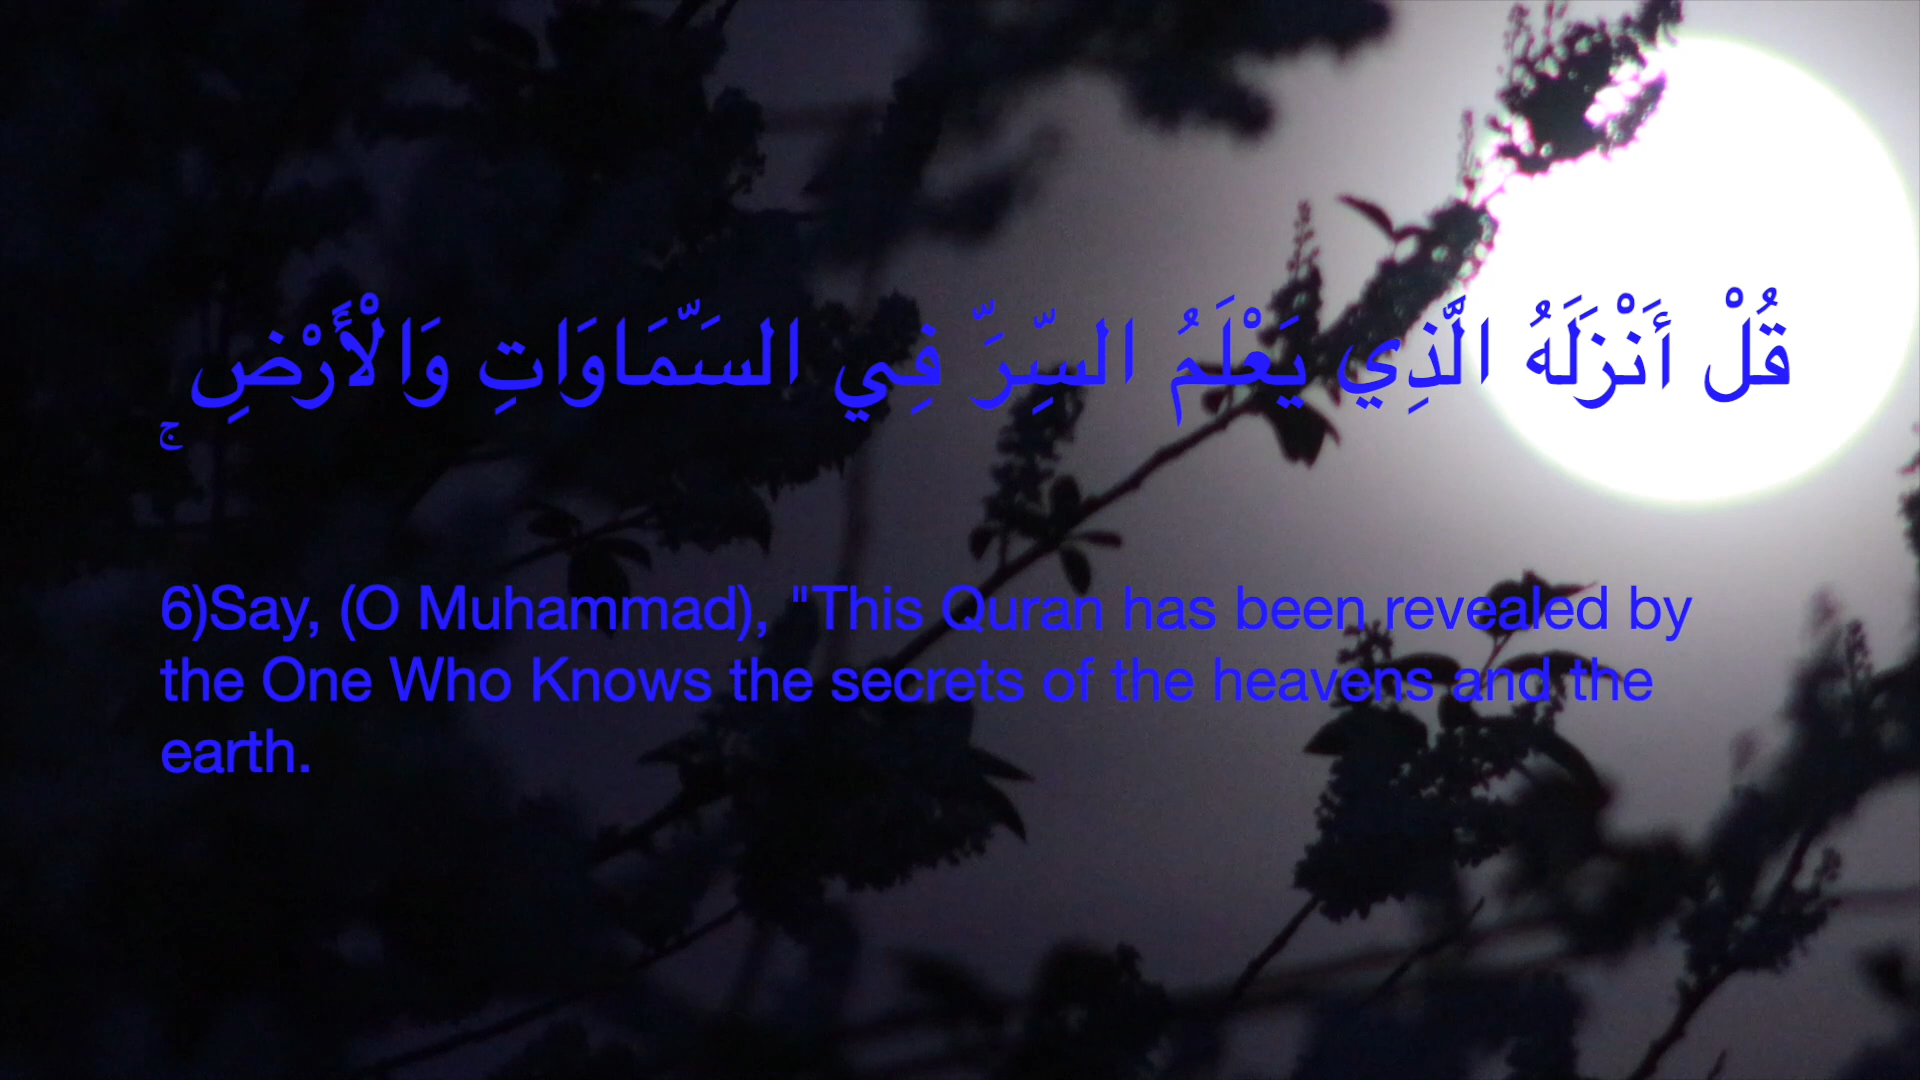 قُلْ أَنْزَلَهُ الَّذِي يَعْلَمُ السِّرَّ فِي السَّمَاوَاتِ وَالْأَرْضِ
ۚ
6)Say, (O Muhammad), "This Quran has been revealed by
the One Who Knows the secrets of the heavens and the
earth.